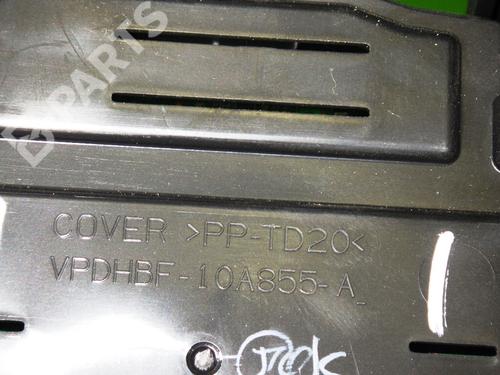 B PARTS
COVER >PP-TD20<
VPDHBF-10A855-A